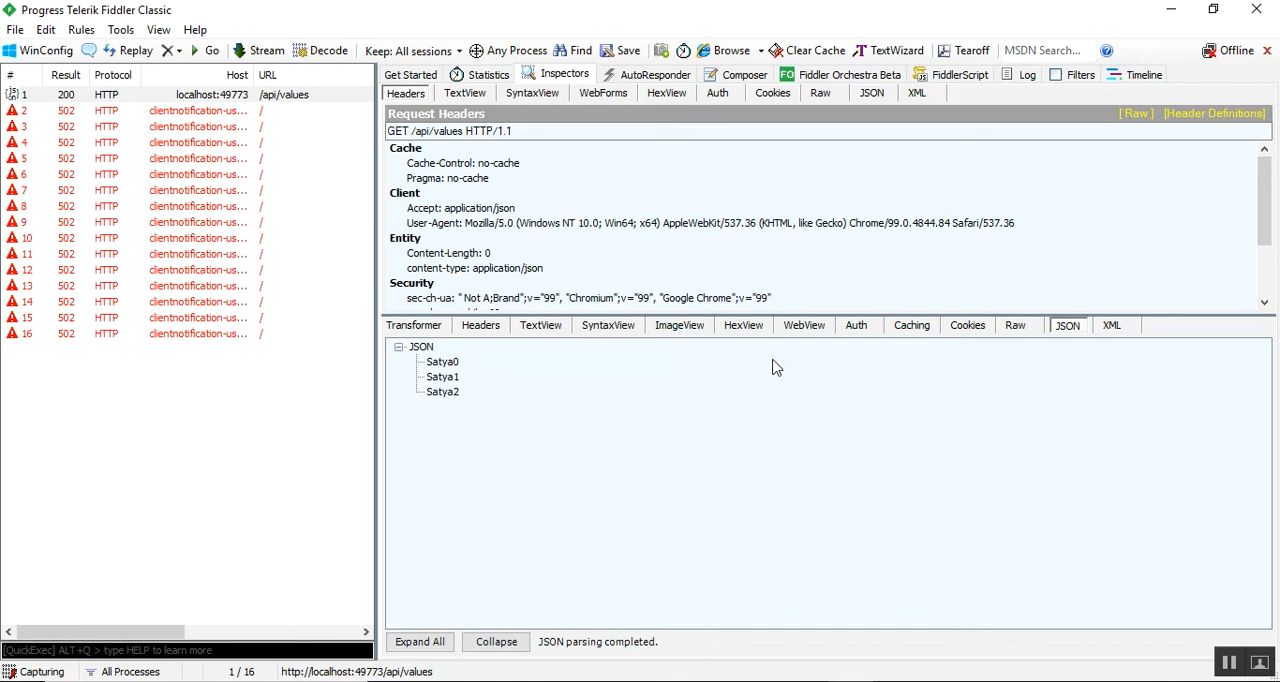 Progress Telerik Fiddler Classic
File Edit Rules Tools View Help
WinConfig Replay Go Stream Decode Keep: All sessions Any Process Find Save Browse Clear Cache TextWizard Tearoff MSDN Search... Offline
# Result Protocol Host URL
Get Started Statistics Inspectors AutoResponder Composer FO Fiddler Orchestra Beta FiddlerScript Log Filters Timeline
Headers TextView SyntaxView WebForms HexView Auth Cookies Raw JSON XML
1 200 HTTP localhost:49773 /api/values
2 502 HTTP clientnotification-us... /
3 502 HTTP clientnotification-us... /
4 502 HTTP clientnotification-us... /
5 502 HTTP clientnotification-us... /
6 502 HTTP clientnotification-us... /
7 502 HTTP clientnotification-us... /
8 502 HTTP clientnotification-us... /
9 502 HTTP clientnotification-us... /
10 502 HTTP clientnotification-us... /
11 502 HTTP clientnotification-us... /
12 502 HTTP clientnotification-us... /
13 502 HTTP clientnotification-us... /
14 502 HTTP clientnotification-us... /
15 502 HTTP clientnotification-us... /
16 502 HTTP clientnotification-us... /
Request Headers [ Raw ] [Header Definitions]
GET /api/values HTTP/1.1
Cache
Cache-Control: no-cache
Pragma: no-cache
Client
Accept: application/json
User-Agent: Mozilla/5.0 (Windows NT 10.0; Win64; x64) AppleWebKit/537.36 (KHTML, like Gecko) Chrome/99.0.4844.84 Safari/537.36
Entity
Content-Length: 0
content-type: application/json
Security
sec-ch-ua: " Not A;Brand";v="99", "Chromium";v="99", "Google Chrome";v="99"
Transformer Headers TextView SyntaxView ImageView HexView WebView Auth Caching Cookies Raw JSON XML
JSON
Satya0
Satya1
Satya2
Expand All Collapse JSON parsing completed.
[QuickExec] ALT+Q > type HELP to learn more
Capturing All Processes 1 / 16 http://localhost:49773/api/values